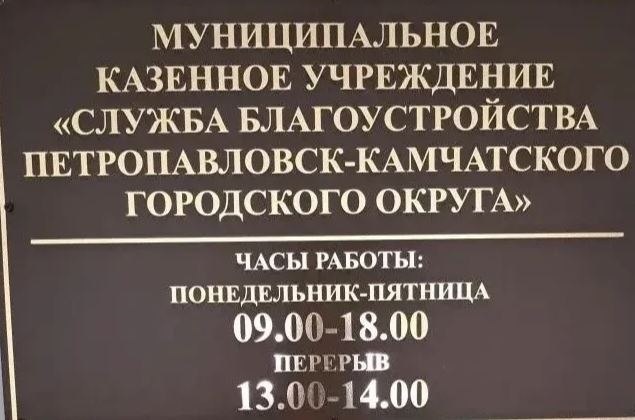 МУНИЦИПАЛЬНОЕ
КАЗЕННОЕ УЧРЕЖДЕНИЕ
«СЛУЖБА БЛАГОУСТРОЙСТВА
ПЕТРОПАВЛОВСК-КАМЧАТСКОГО
ГОРОДСКОГО ОКРУГА»
ЧАСЫ РАБОТЫ:
ПОНЕДЕЛЬНИК-ПЯТНИЦА
09.00-18.00
ПЕРЕРЫВ
13.00-14.00